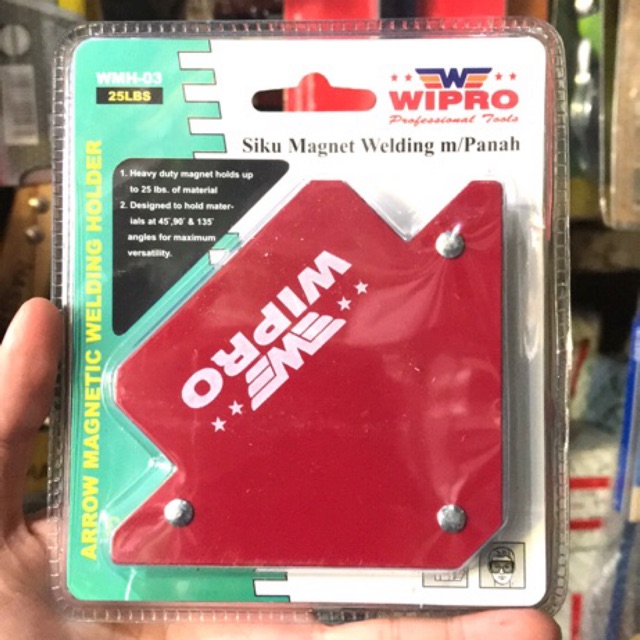 WMH-03
25LBS
WIPRO
Professional Tools
Siku Magnet Welding m/Panah
1. Heavy duty magnet holds up
to 25 lbs. of material
2. Designed to hold mater-
ials at 45°,90° & 135°
angles for maximum
versatility.
ARROW MAGNETIC WELDING HOLDER
WIPRO
W